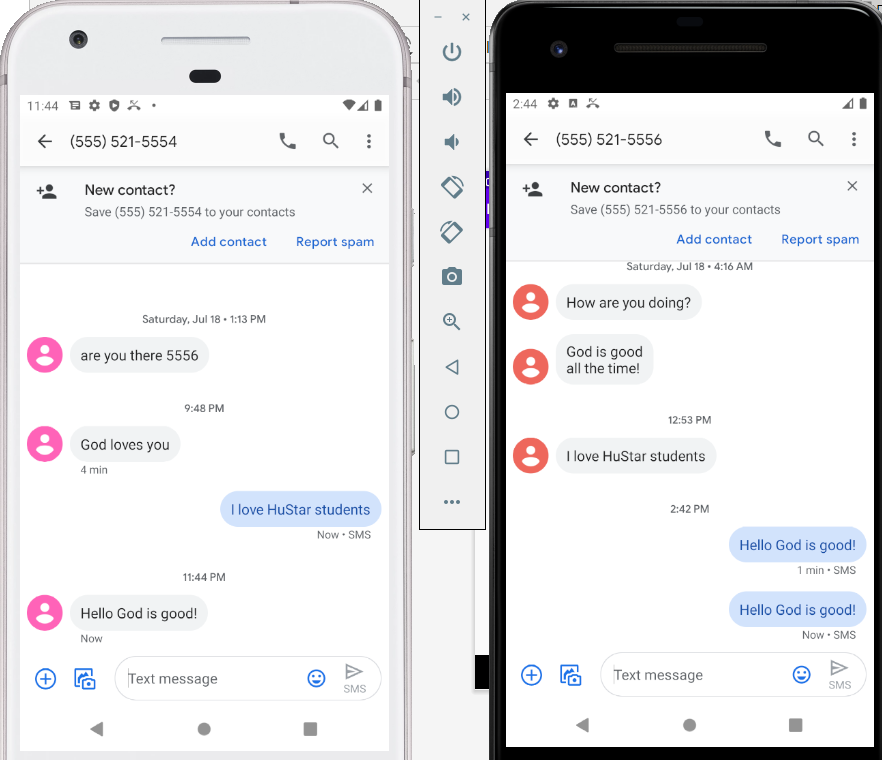 11:44
(555) 521-5554
New contact?
Save (555) 521-5554 to your contacts
Add contact Report spam
Saturday, Jul 18 • 1:13 PM
are you there 5556
9:48 PM
God loves you
4 min
I love HuStar students
Now • SMS
11:44 PM
Hello God is good!
Now
Text message
SMS
2:44
(555) 521-5556
New contact?
Save (555) 521-5556 to your contacts
Add contact Report spam
Saturday, Jul 18 • 4:16 AM
How are you doing?
God is good
all the time!
12:53 PM
I love HuStar students
2:42 PM
Hello God is good!
1 min • SMS
Hello God is good!
Now • SMS
Text message
SMS